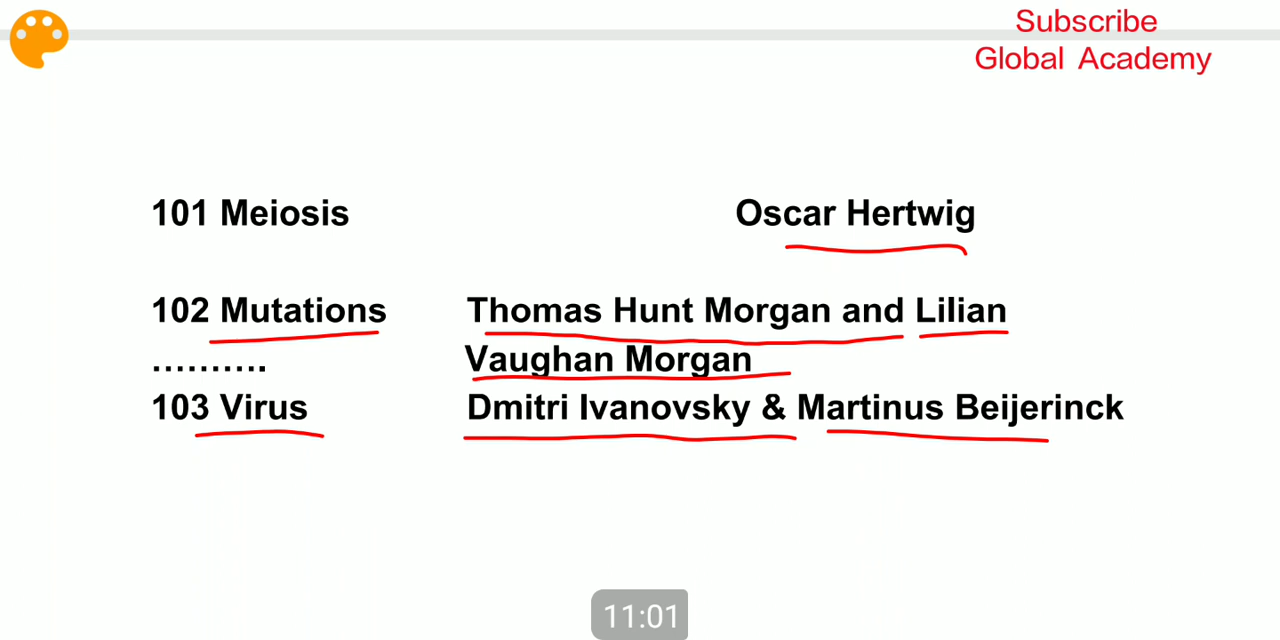 Subscribe
Global Academy
101 Meiosis Oscar Hertwig
102 Mutations Thomas Hunt Morgan and Lilian
.......... Vaughan Morgan
103 Virus Dmitri Ivanovsky & Martinus Beijerinck
11:01